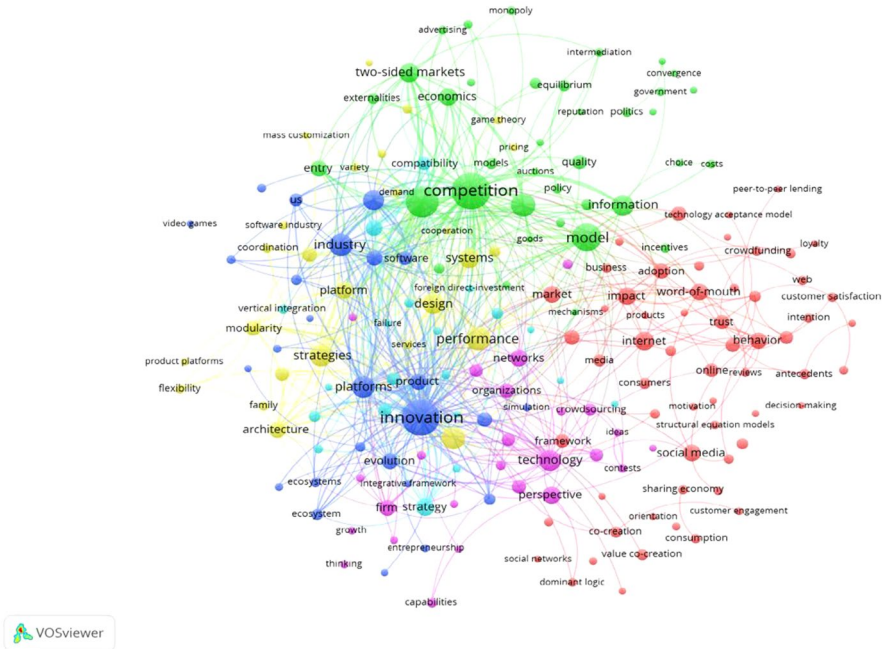 monopoly
advertising
intermediation
two-sided markets
convergence
equilibrium
government
externalities
economics
reputation
politics
game theory
mass customization
pricing
compatibility
models
quality
choice
costs
entry
variety
auctions
demand
competition
policy
peer-to-peer lending
us
information
technology acceptance model
videogames
software industry
cooperation
goods
model
coordination
industry
incentives
crowdfunding
loyalty
software
systems
business
adoption
web
foreign direct-investment
platform
market
impact
word-of-mouth
customer satisfaction
vertical integration
design
mechanisms
products
intention
modularity
failure
trust
performance
internet
behavior
services
strategies
networks
product platforms
media
online
reviews
antecedents
flexibility
platforms
product
organizations
consumers
family
simulation
crowdsourcing
motivation
decision-making
innovation
architecture
ideas
structural equation models
framework
evolution
technology
contests
social media
ecosystems
integrative framework
sharing economy
perspective
firm
strategy
ecosystem
orientation
customer engagement
growth
co-creation
consumption
entrepreneurship
value co-creation
thinking
social networks
dominant logic
capabilities
VOSviewer